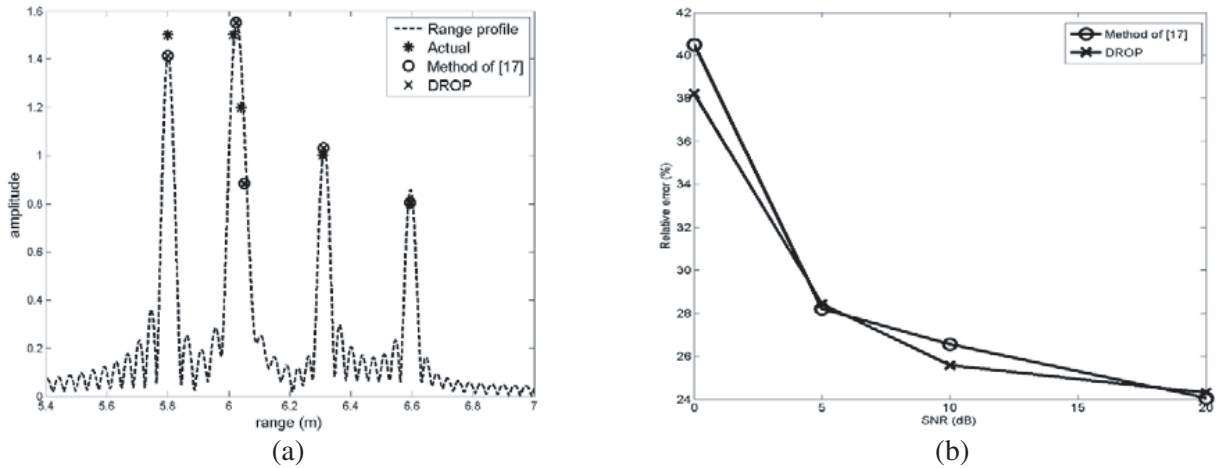 1.6
1.4
1.2
1
0.8
0.6
0.4
0.2
0
amplitude
5.4 5.6 5.8 6 6.2 6.4 6.6 6.8 7
range (m)
Range profile
Actual
Method of [17]
DROP
(a)
42
40
38
36
34
32
30
28
26
24
Relative error (%)
0 5 10 15 20
SNR (dB)
Method of [17]
DROP
(b)